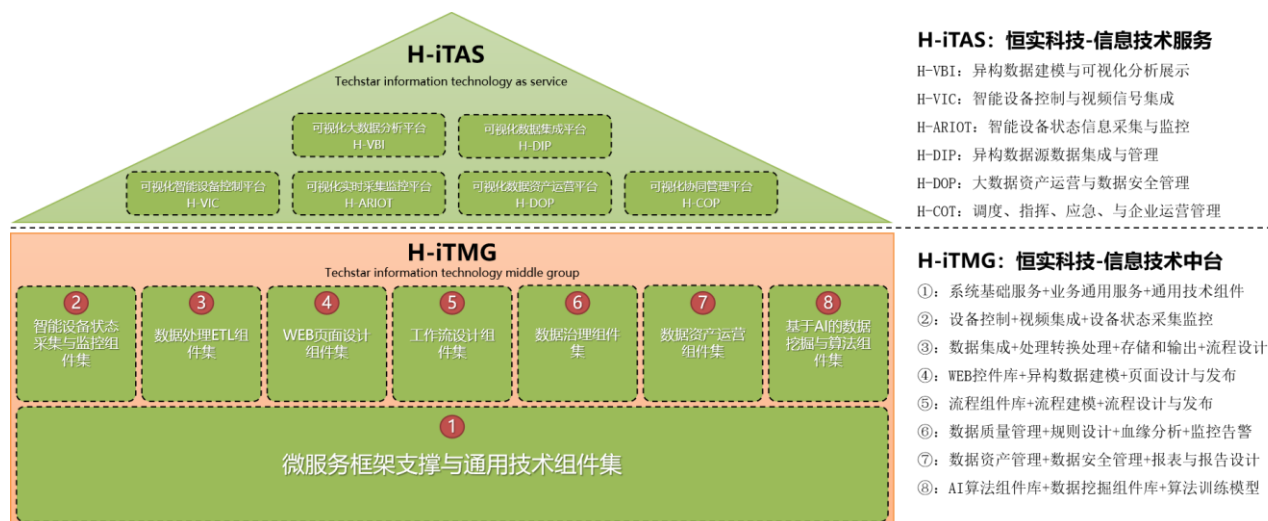 H-iTAS
Techstar information technology as service
可视化大数据分析平台
H-VBI
可视化数据集成平台
H-DIP
可视化智能设备控制平台
H-VIC
可视化实时采集监控平台
H-ARIOT
可视化数据资产运营平台
H-DOP
可视化协同管理平台
H-COP
H-iTMG
Techstar information technology middle group
②
智能设备状态
采集与监控组
件集
③
数据处理ETL组
件集
④
WEB页面设计
组件集
⑤
工作流设计组
件集
⑥
数据治理组件
集
⑦
数据资产运营
组件集
⑧
基于AI的数据
挖掘与算法组
件集
①
微服务框架支撑与通用技术组件集
H-iTAS：恒实科技-信息技术服务
H-VBI：异构数据建模与可视化分析展示
H-VIC：智能设备控制与视频信号集成
H-ARIOT：智能设备状态信息采集与监控
H-DIP：异构数据源数据集成与管理
H-DOP：大数据资产运营与数据安全管理
H-COT：调度、指挥、应急、与企业运营管理
H-iTMG：恒实科技-信息技术中台
①：系统基础服务+业务通用服务+通用技术组件
②：设备控制+视频集成+设备状态采集监控
③：数据集成+处理转换处理+存储和输出+流程设计
④：WEB控件库+异构数据建模+页面设计与发布
⑤：流程组件库+流程建模+流程设计与发布
⑥：数据质量管理+规则设计+血缘分析+监控告警
⑦：数据资产管理+数据安全管理+报表与报告设计
⑧：AI算法组件库+数据挖掘组件库+算法训练模型